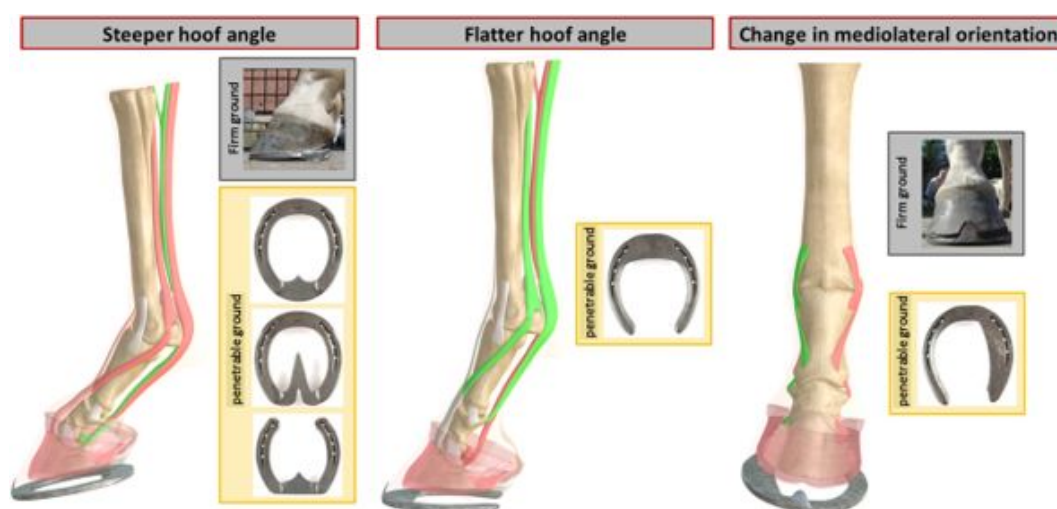 Steeper hoof angle
Flatter hoof angle
Change in mediolateral orientation
Firm ground
penetrable ground
penetrable ground
Firm ground
penetrable ground